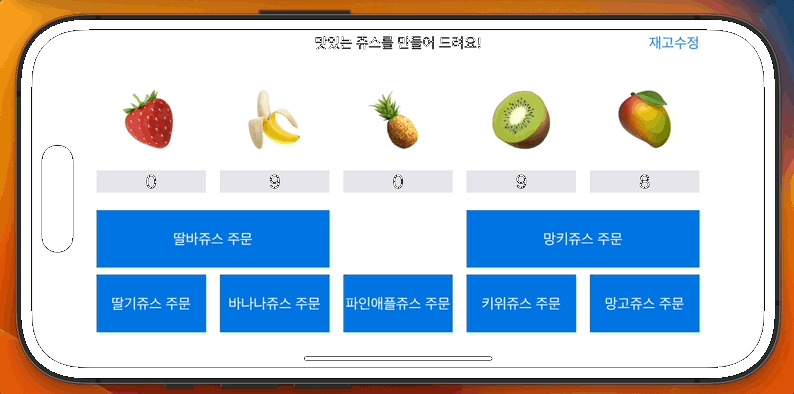 맛있는 쥬스를 만들어 드려요!
재고수정
0 9 0 9 8
딸바쥬스 주문 망키쥬스 주문
딸기쥬스 주문 바나나쥬스 주문 파인애플쥬스 주문 키위쥬스 주문 망고쥬스 주문